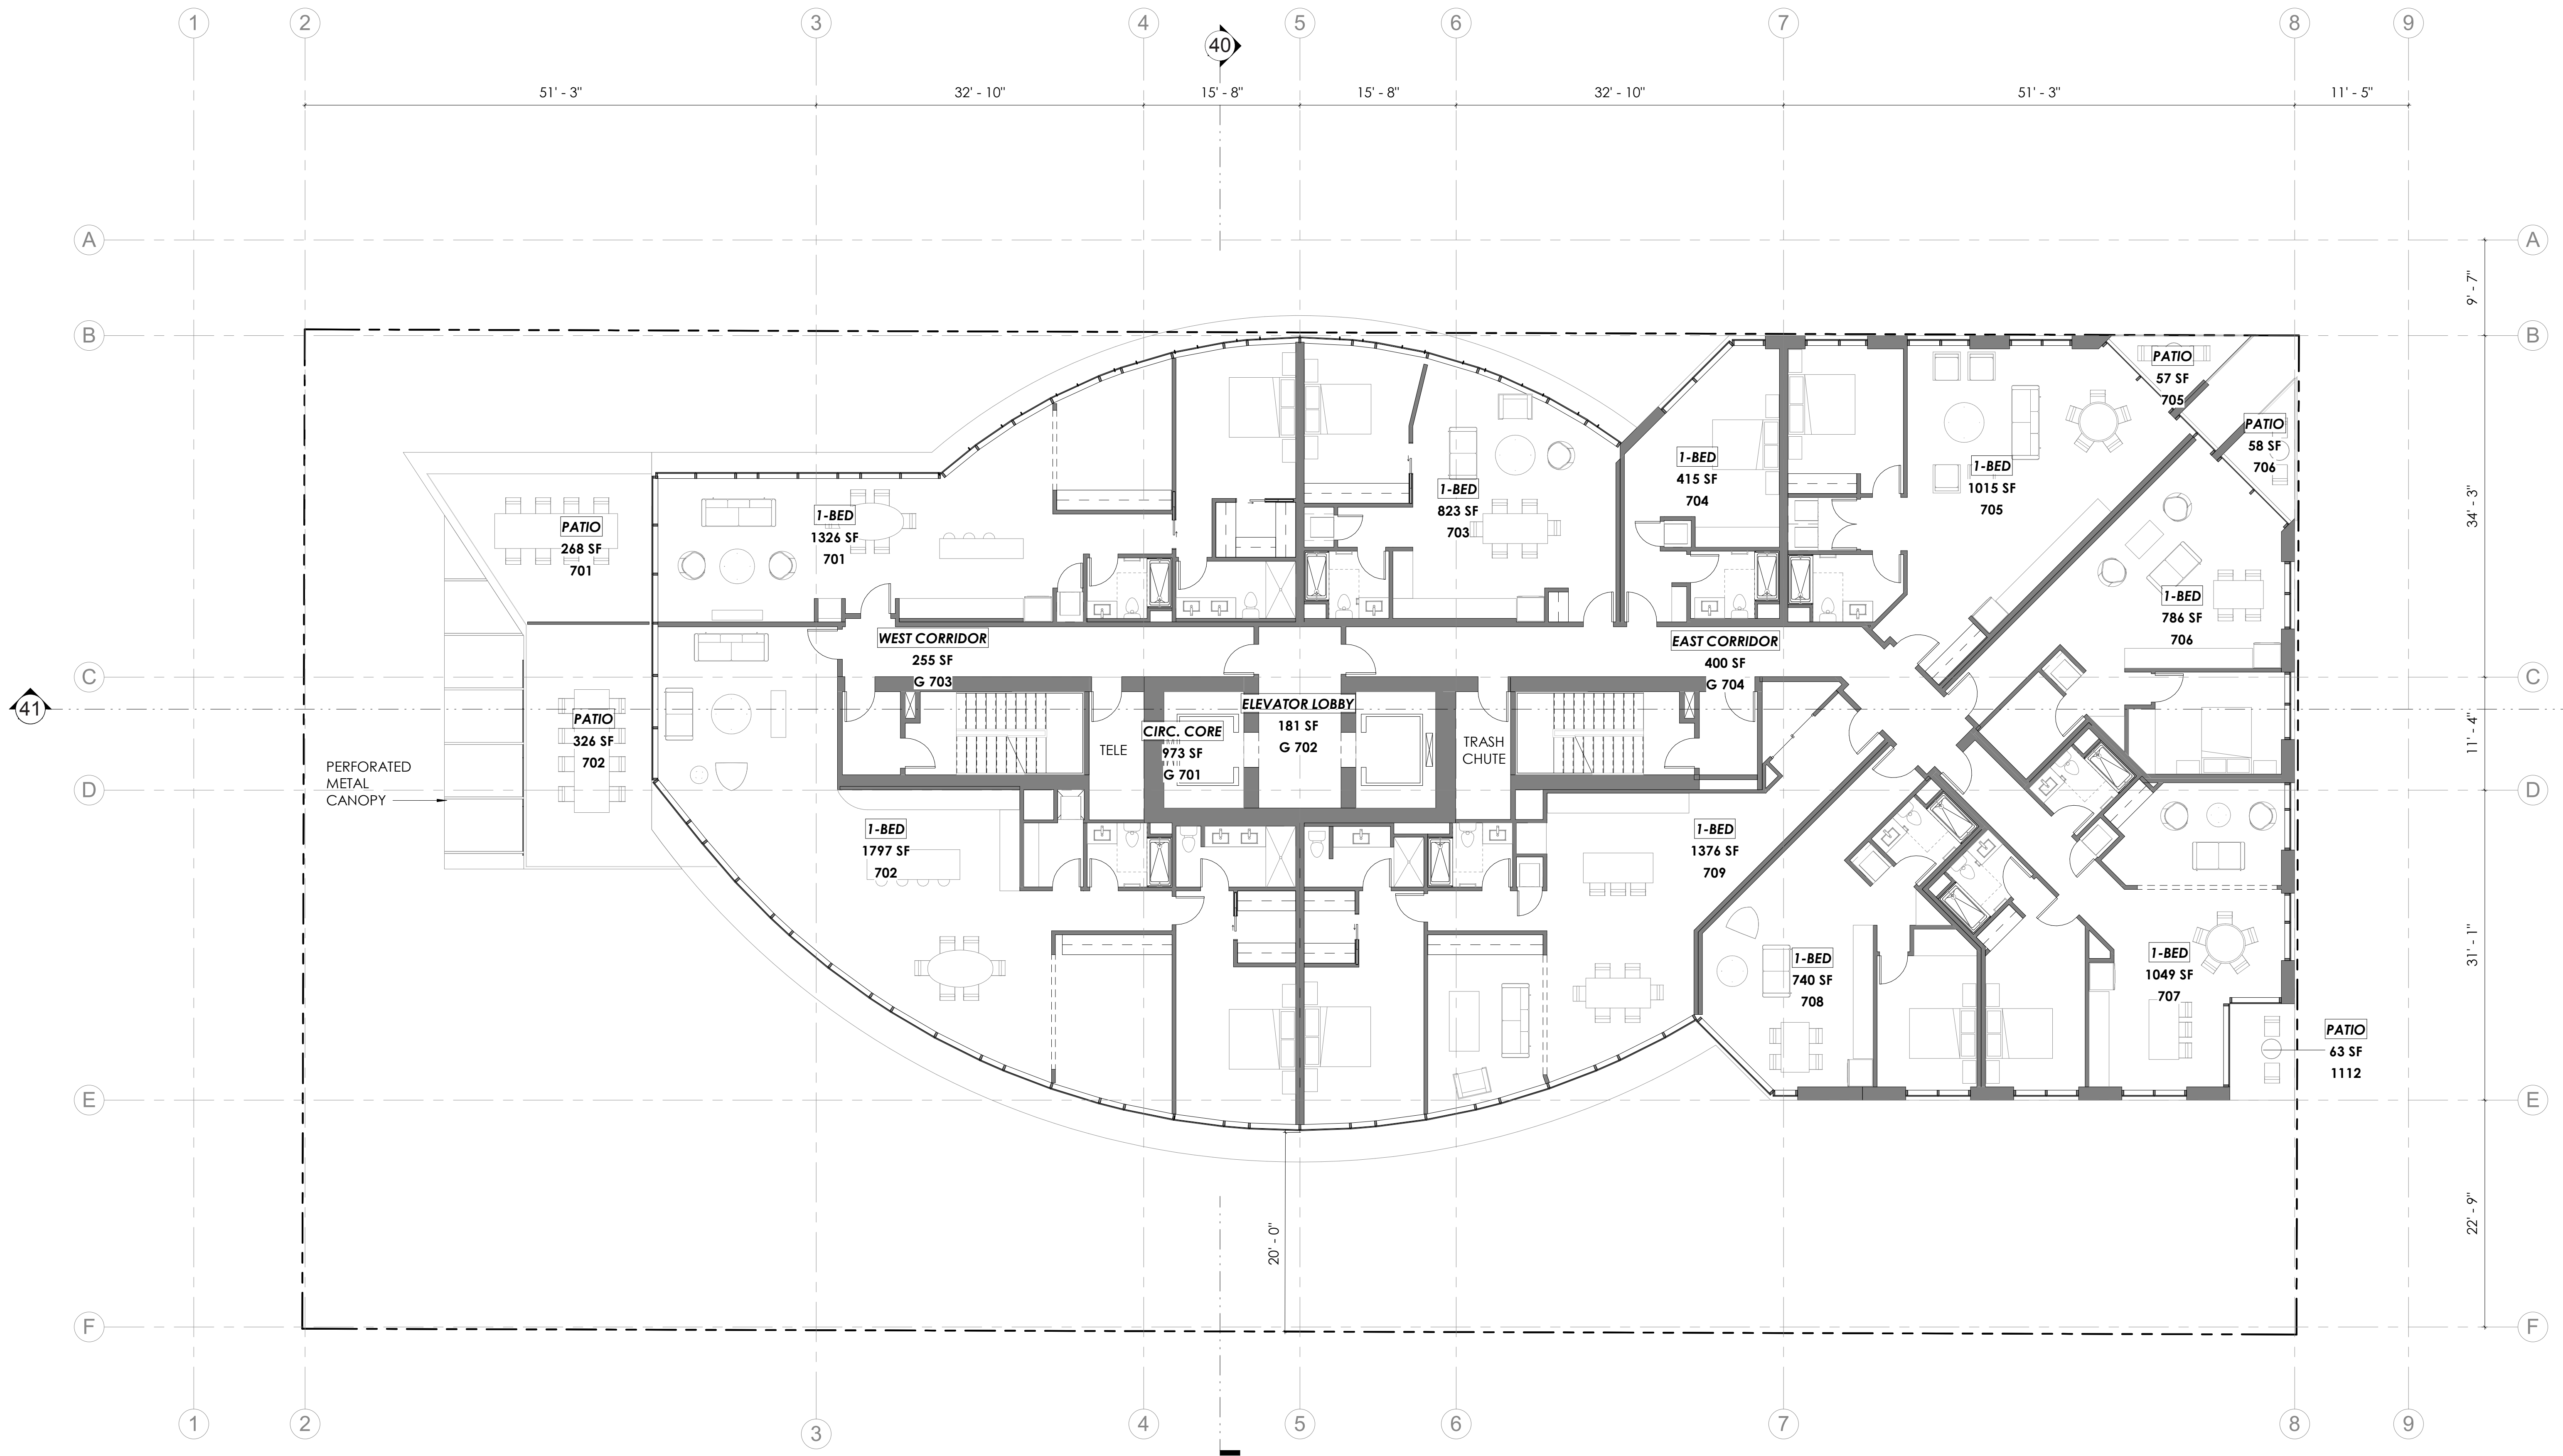 1 2 3 4 5 6 7 8 9
40
51' - 3" 32' - 10" 15' - 8" 15' - 8" 32' - 10" 51' - 3" 11' - 5"
A A
9' - 7"
B B
PATIO
57 SF
705
PATIO
58 SF
706
34' - 3"
1-BED
415 SF
704
1-BED
1015 SF
705
1-BED
823 SF
703
1-BED
1326 SF
701
PATIO
268 SF
701
1-BED
786 SF
706
WEST CORRIDOR
255 SF
G 703
EAST CORRIDOR
400 SF
G 704
C C
41
ELEVATOR LOBBY
181 SF
G 702
CIRC. CORE
973 SF
G 701
TELE
TRASH
CHUTE
PATIO
326 SF
702
11' - 4"
PERFORATED
METAL
CANOPY
D D
1-BED
1797 SF
702
1-BED
1376 SF
709
31' - 1"
1-BED
740 SF
708
1-BED
1049 SF
707
PATIO
63 SF
1112
E E
22' - 9"
20' - 0"
F F
1 2 3 4 5 6 7 8 9